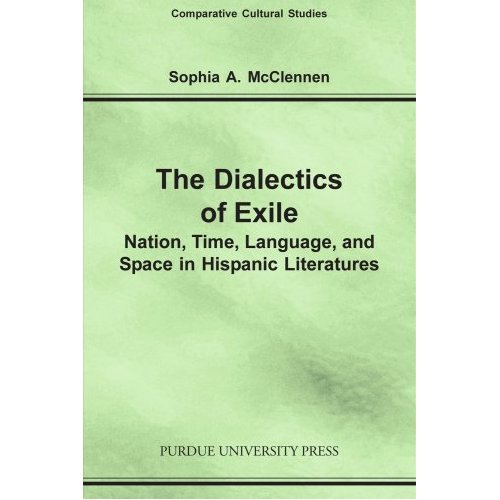 Comparative Cultural Studies
Sophia A. McClennen
The Dialectics
of Exile
Nation, Time, Language, and
Space in Hispanic Literatures
PURDUE UNIVERSITY PRESS